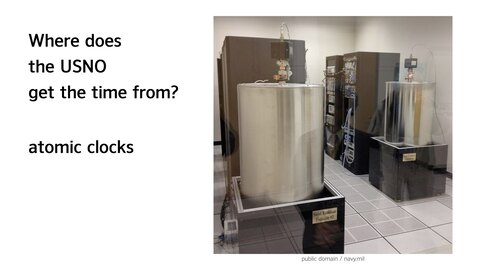 Where does
the USNO
get the time from?
atomic clocks
public domain / navy.mil